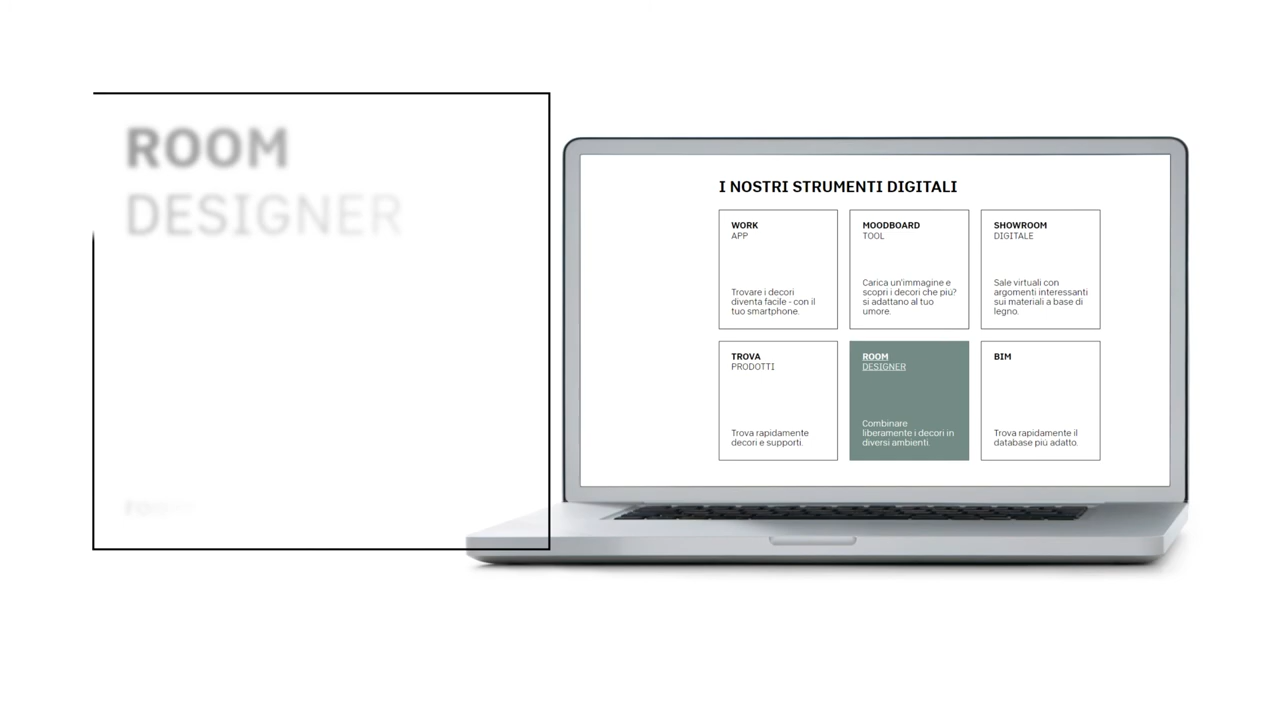 ROOM
DESIGNER
I NOSTRI STRUMENTI DIGITALI
WORK
APP
Trovare i decori
diventa facile - con il
tuo smartphone.
MOODBOARD
TOOL
Carica un'immagine e
scopri i decori che più?
si adattano al tuo
umore.
SHOWROOM
DIGITALE
Sale virtuali con
argomenti interessanti
sui materiali a base di
legno.
TROVA
PRODOTTI
Trova rapidamente
decori e supporti.
ROOM
DESIGNER
Combinare
liberamente i decori in
diversi ambienti.
BIM
Trova rapidamente il
database più adatto.